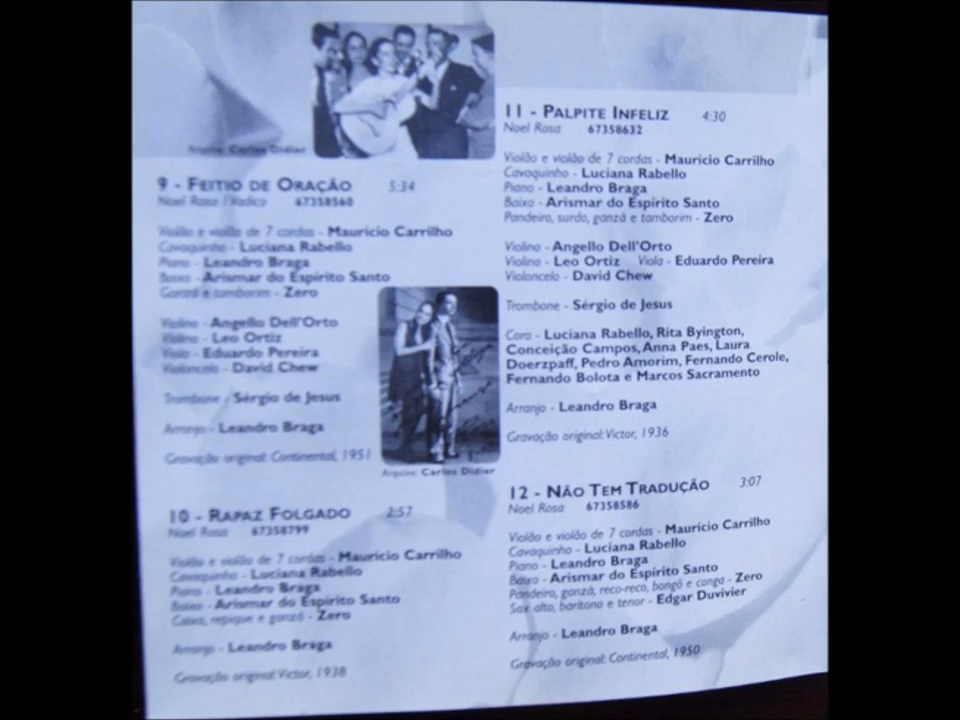 Arquivo: Carlos Didier
9 - FEITIO DE ORAÇÃO 5:34
Noel Rosa / Vadico 67358560
Violão e violão de 7 cordas - Maurício Carrilho
Cavaquinho - Luciana Rabello
Piano - Leandro Braga
Baixo - Arismar do Espírito Santo
Ganzá e tamborim - Zero
Violino - Angello Dell'Orto
Violino - Leo Ortiz
Viola - Eduardo Pereira
Violoncelo - David Chew
Trombone - Sérgio de Jesus
Arranjo - Leandro Braga
Gravação original: Continental, 1951
Arquivo: Carlos Didier
10 - RAPAZ FOLGADO 2:57
Noel Rosa 67358799
Violão e violão de 7 cordas - Maurício Carrilho
Cavaquinho - Luciana Rabello
Piano - Leandro Braga
Baixo - Arismar do Espírito Santo
Caixa, repique e ganzá - Zero
Arranjo - Leandro Braga
Gravação original: Victor, 1938
11 - PALPITE INFELIZ 4:30
Noel Rosa 67358632
Violão e violão de 7 cordas - Maurício Carrilho
Cavaquinho - Luciana Rabello
Piano - Leandro Braga
Baixo - Arismar do Espírito Santo
Pandeiro, surdo, ganzá e tamborim - Zero
Violino - Angello Dell'Orto
Violino - Leo Ortiz Viola - Eduardo Pereira
Violoncelo - David Chew
Trombone - Sérgio de Jesus
Coro - Luciana Rabello, Rita Byington,
Conceição Campos, Anna Paes, Laura
Doerzpaff, Pedro Amorim, Fernando Cerole,
Fernando Bolota e Marcos Sacramento
Arranjo - Leandro Braga
Gravação original: Victor, 1936
12 - NÃO TEM TRADUÇÃO 3:07
Noel Rosa 67358586
Violão e violão de 7 cordas - Maurício Carrilho
Cavaquinho - Luciana Rabello
Piano - Leandro Braga
Baixo - Arismar do Espírito Santo
Pandeiro, ganzá, reco-reco, bongô e conga - Zero
Sax alto, barítono e tenor - Edgar Duvivier
Arranjo - Leandro Braga
Gravação original: Continental, 1950